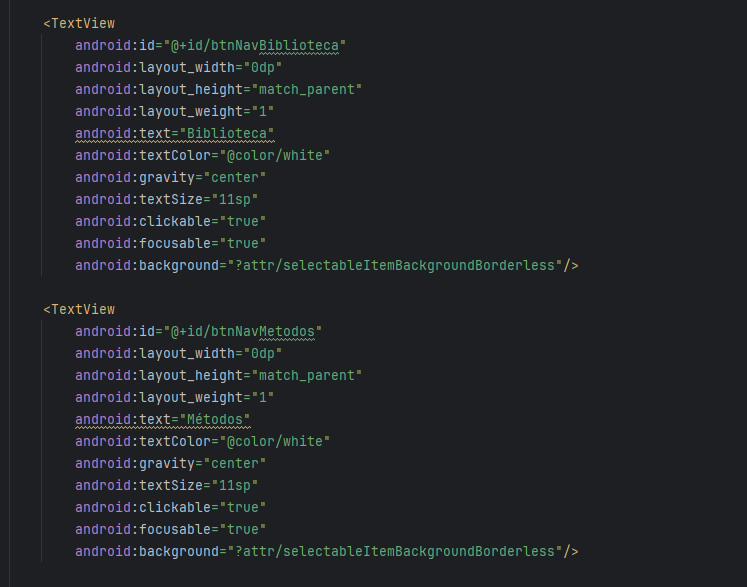 <TextView
android:id="@+id/btnNavBiblioteca"
android:layout_width="0dp"
android:layout_height="match_parent"
android:layout_weight="1"
android:text="Biblioteca"
android:textColor="@color/white"
android:gravity="center"
android:textSize="11sp"
android:clickable="true"
android:focusable="true"
android:background="?attr/selectableItemBackgroundBorderless"/>
<TextView
android:id="@+id/btnNavMetodos"
android:layout_width="0dp"
android:layout_height="match_parent"
android:layout_weight="1"
android:text="Métodos"
android:textColor="@color/white"
android:gravity="center"
android:textSize="11sp"
android:clickable="true"
android:focusable="true"
android:background="?attr/selectableItemBackgroundBorderless"/>